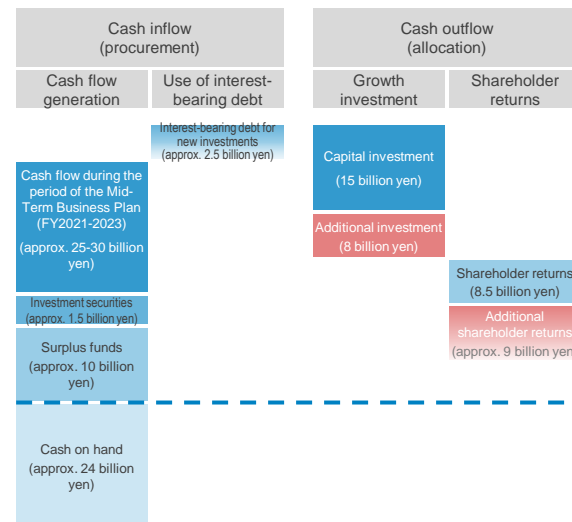 Cash inflow
(procurement)
Cash outflow
(allocation)
Cash flow
generation
Use of interest-
bearing debt
Growth
investment
Shareholder
returns
Interest-bearing debt for
new investments
(approx. 2.5 billion yen)
Cash flow during the
period of the Mid-
Term Business Plan
(FY2021-2023)
(approx. 25-30 billion
yen)
Investment securities
(approx. 1.5 billion yen)
Surplus funds
(approx. 10 billion
yen)
Cash on hand
(approx. 24 billion
yen)
Capital investment
(15 billion yen)
Additional investment
(8 billion yen)
Shareholder returns
(8.5 billion yen)
Additional
shareholder returns
(approx. 9 billion yen